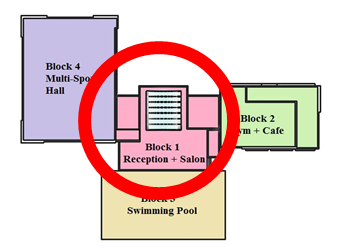 Block 4
Multi-Spo
Hall
Block 1
Reception + Salon
Block 2
ym + Cafe
Block 3
Swimming Pool